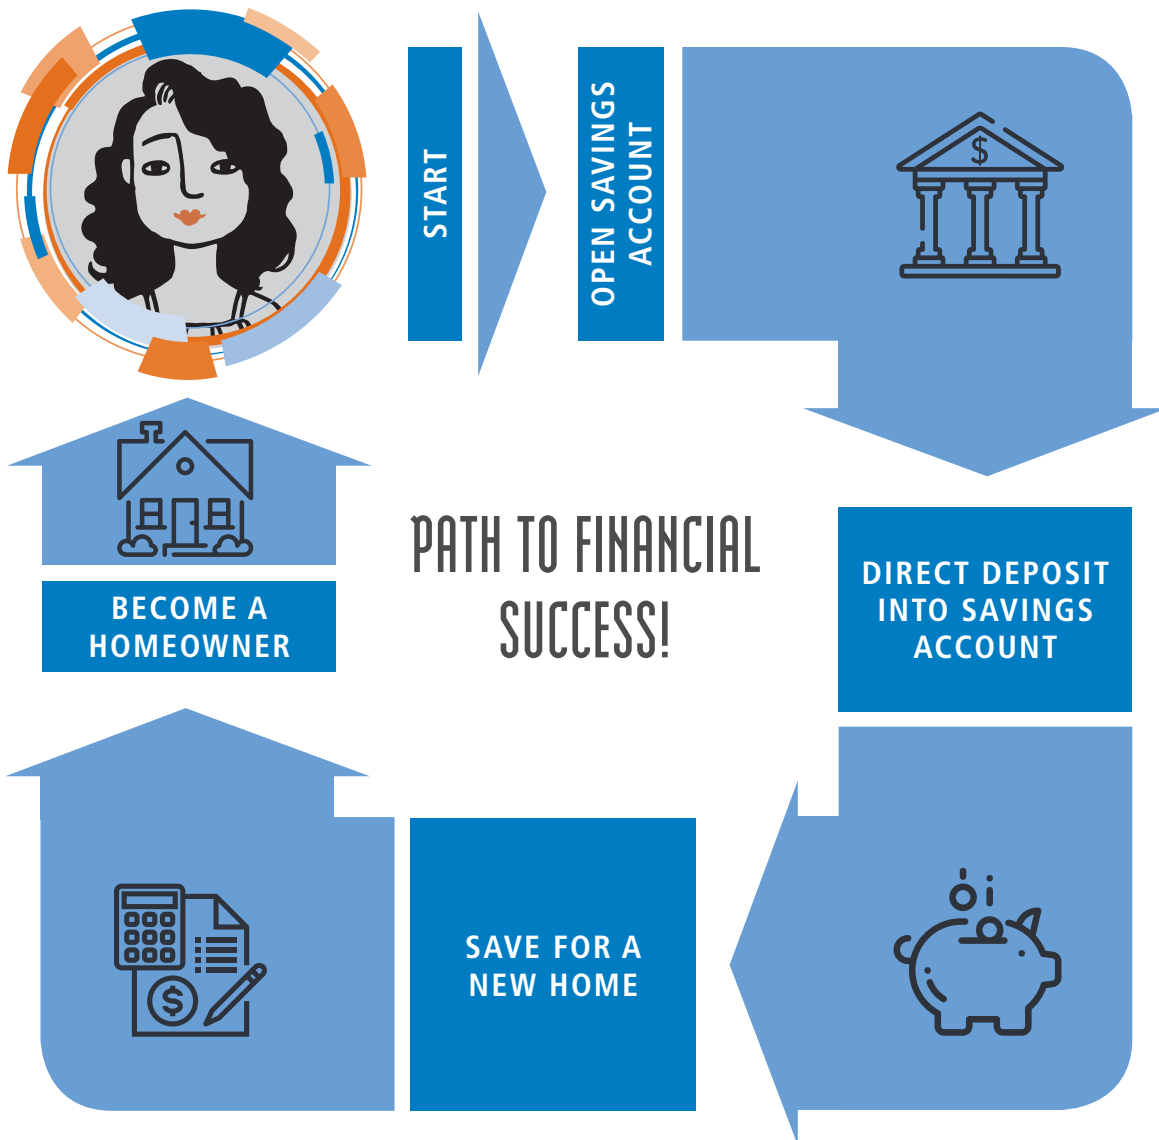 START
OPEN SAVINGS
ACCOUNT
$
PATH TO FINANCIAL
SUCCESS!
DIRECT DEPOSIT
INTO SAVINGS
ACCOUNT
SAVE FOR A
NEW HOME
$
BECOME A
HOMEOWNER